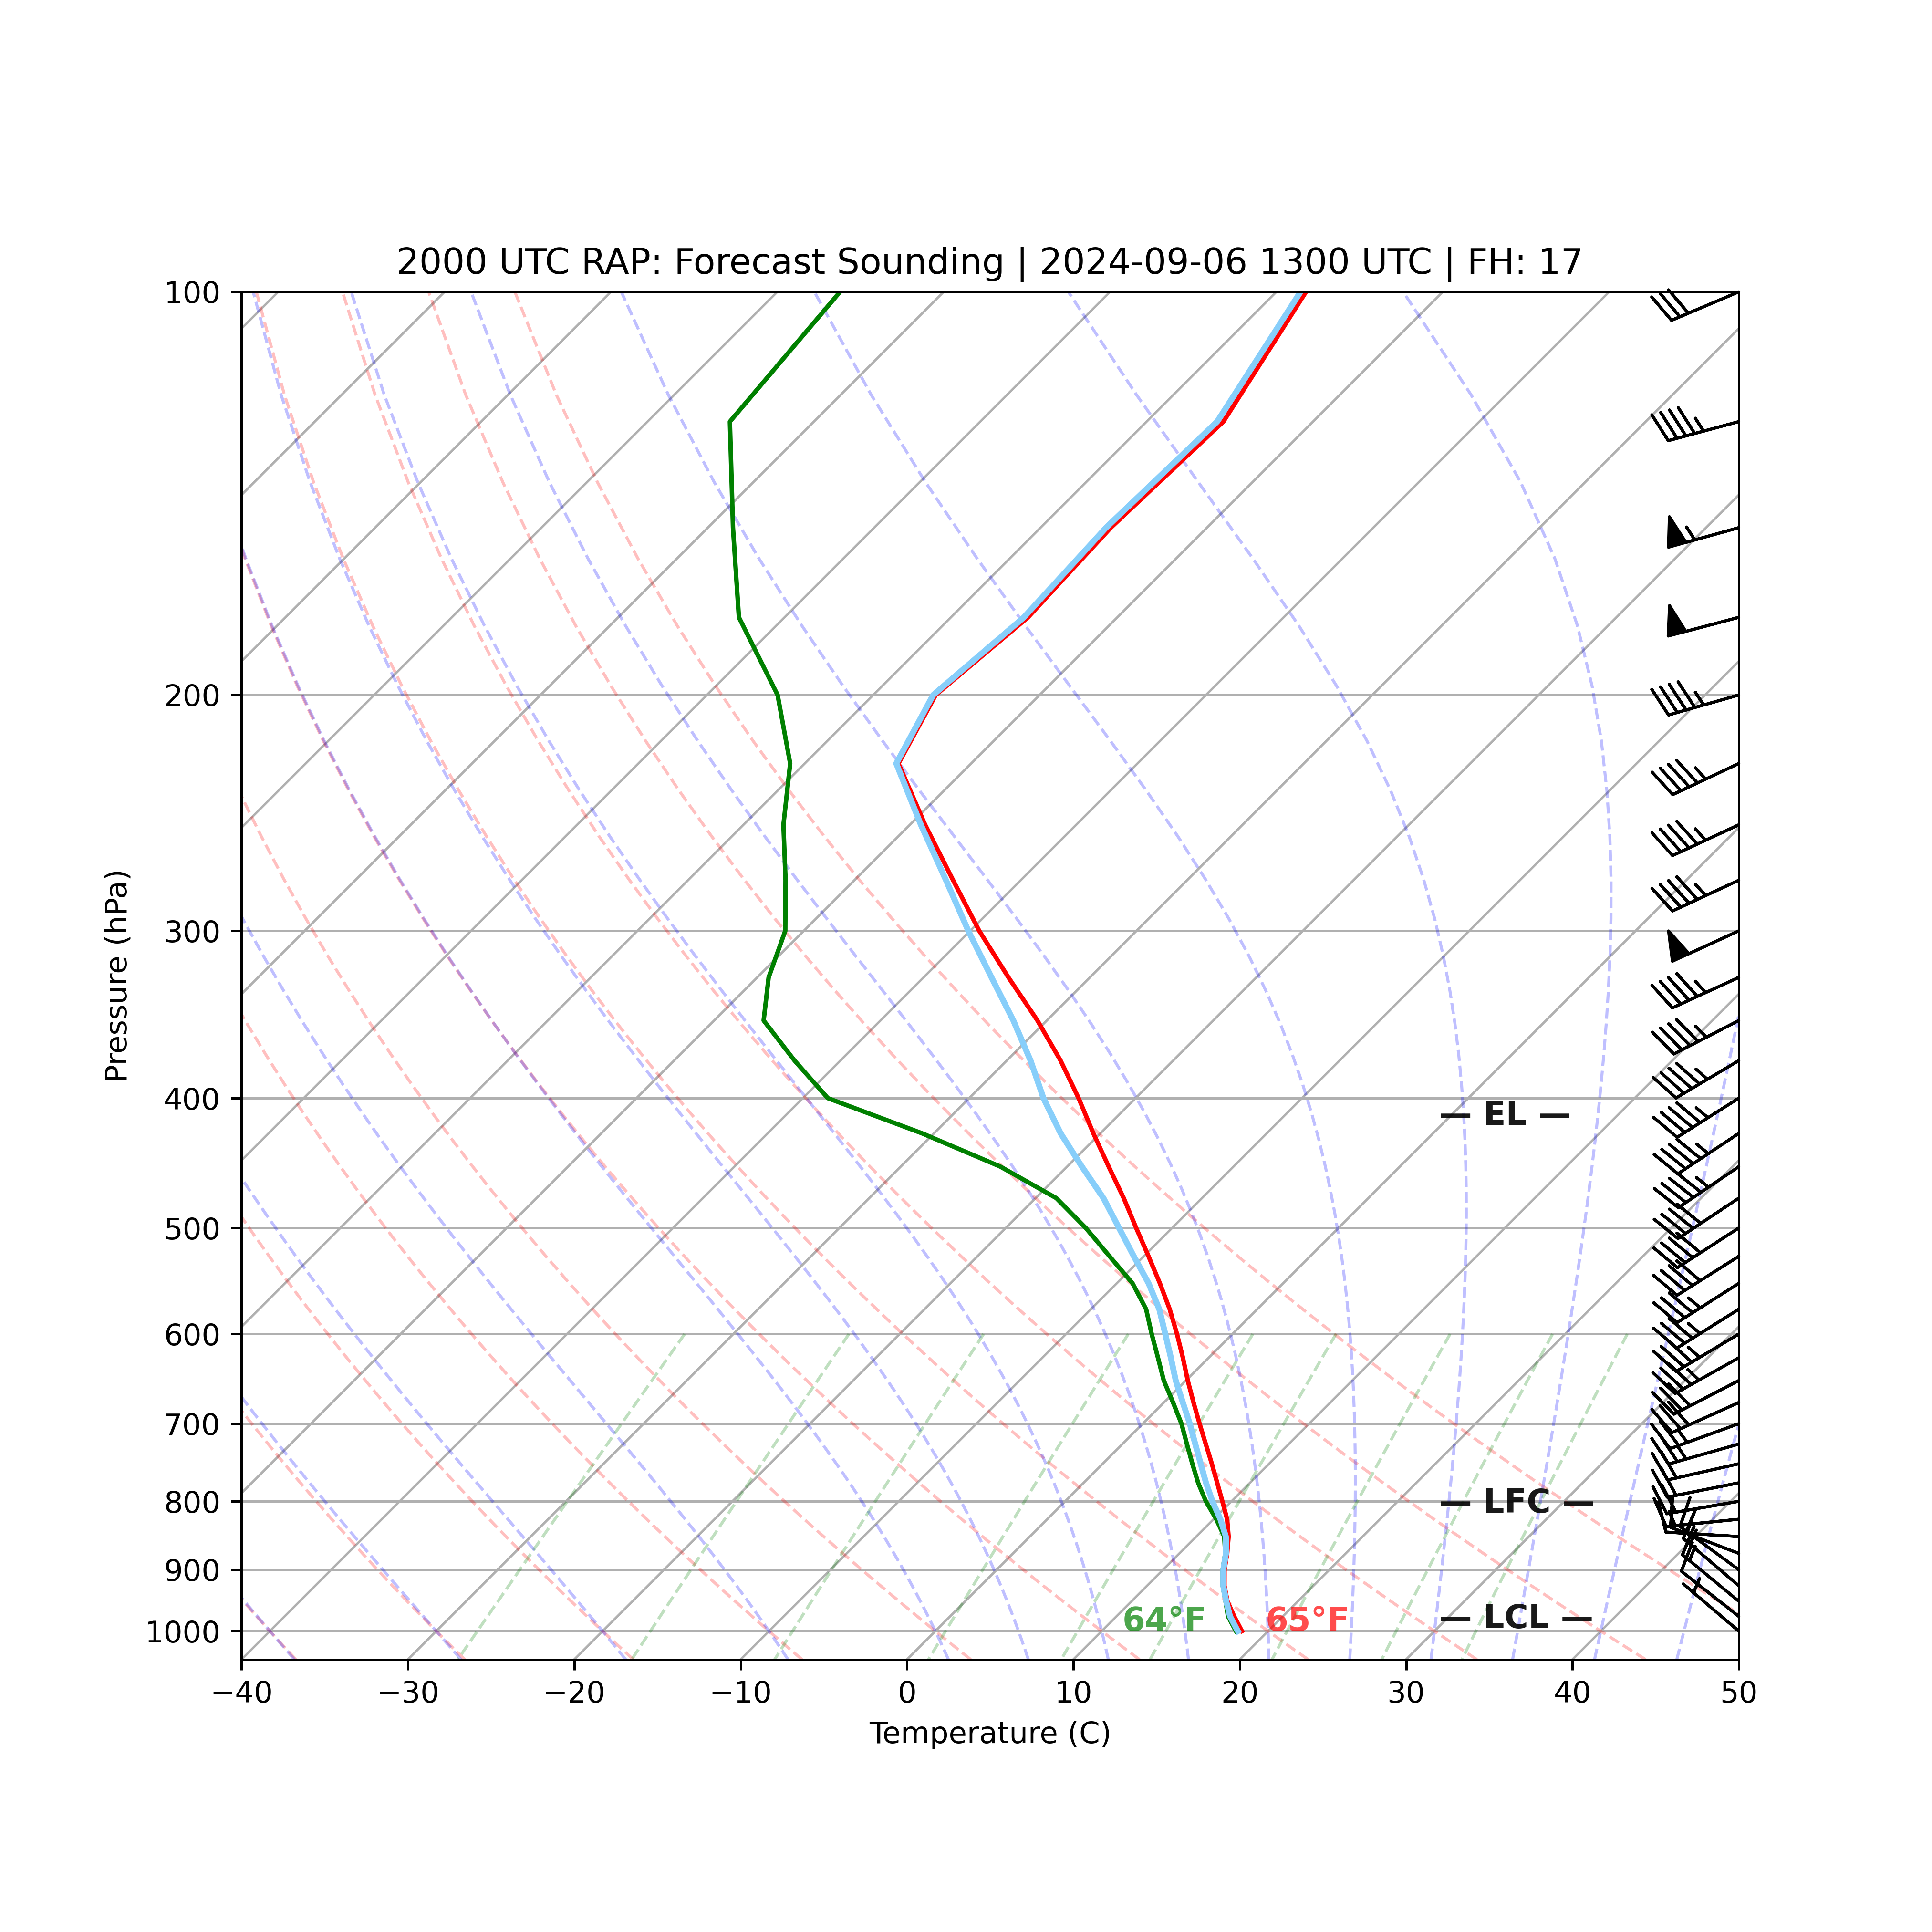 2000 UTC RAP: Forecast Sounding | 2024-09-06 1300 UTC | FH: 17
100
200
300
400
500
600
700
800
900
1000
Pressure (hPa)
— EL —
— LFC —
— LCL —
64°F 65°F
−40 −30 −20 −10 0 10 20 30 40 50
Temperature (C)